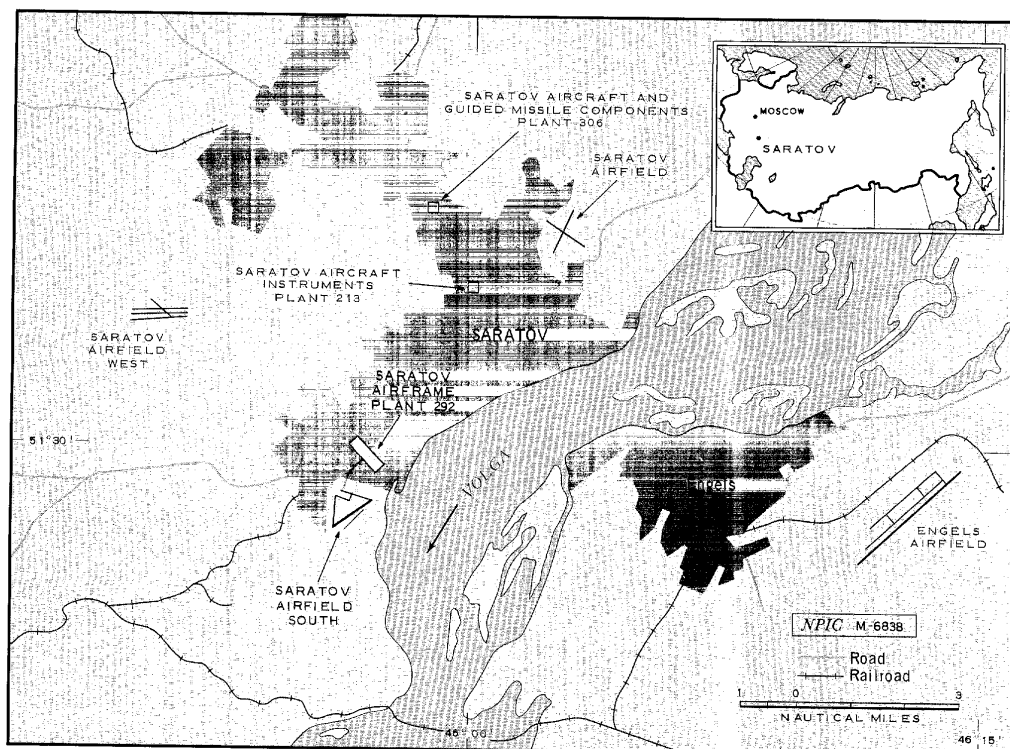 SARATOV AIRCRAFT AND
GUIDED MISSILE COMPONENTS
PLANT 306
SARATOV
AIRFIELD
MOSCOW
SARATOV
SARATOV AIRCRAFT
INSTRUMENTS
PLANT 213
SARATOV
AIRFIELD
WEST
SARATOV
SARATOV
AIRFRAME
PLANT 292
51°30'
VOLGA
Engels
ENGELS
AIRFIELD
SARATOV
AIRFIELD
SOUTH
NPIC M-6838
Road
Railroad
1 0 3
NAUTICAL MILES
46°00'
46°15'